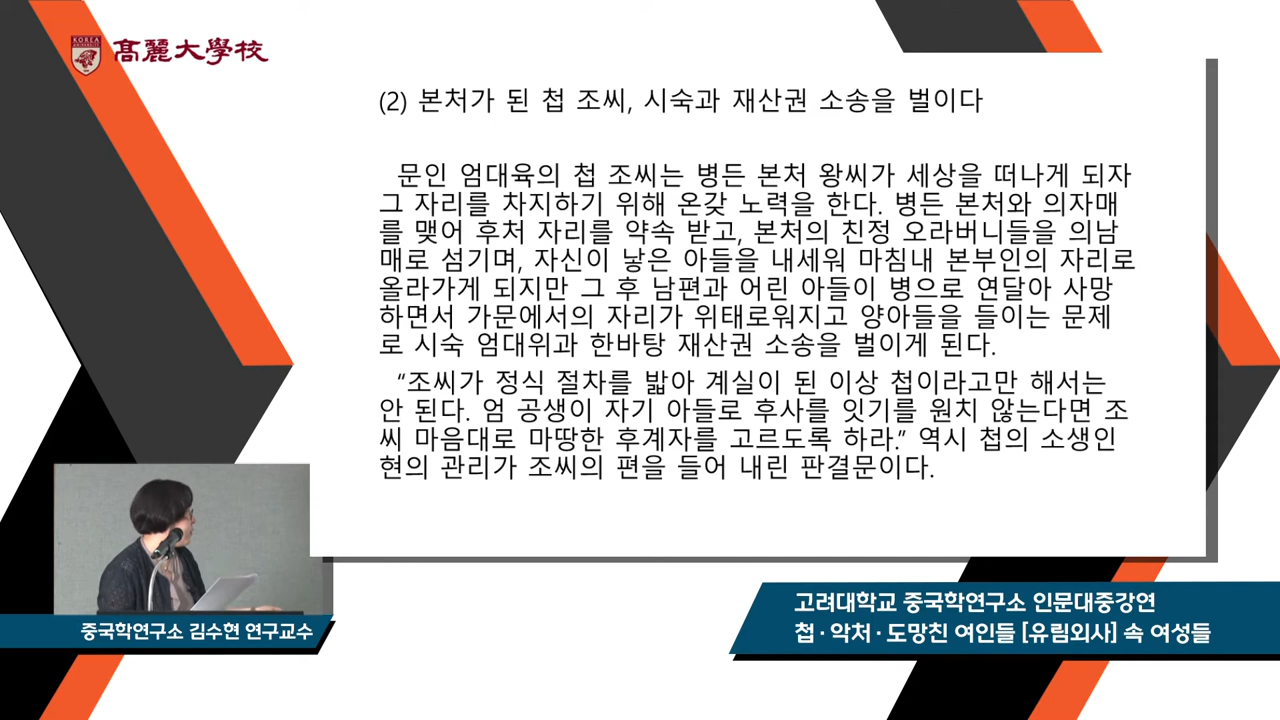 KOREA
UNIVERSITY
高麗大學校
(2) 본처가 된 첩 조씨, 시숙과 재산권 소송을 벌이다
문인 엄대육의 첩 조씨는 병든 본처 왕씨가 세상을 떠나게 되자
그 자리를 차지하기 위해 온갖 노력을 한다. 병든 본처와 의자매
를 맺어 후처 자리를 약속 받고, 본처의 친정 오라버니들을 의남
매로 섬기며, 자신이 낳은 아들을 내세워 마침내 본부인의 자리로
올라가게 되지만 그 후 남편과 어린 아들이 병으로 연달아 사망
하면서 가문에서의 자리가 위태로워지고 양아들을 들이는 문제
로 시숙 엄대위과 한바탕 재산권 소송을 벌이게 된다.
“조씨가 정식 절차를 밟아 계실이 된 이상 첩이라고만 해서는
안 된다. 엄 공생이 자기 아들로 후사를 잇기를 원치 않는다면 조
씨 마음대로 마땅한 후계자를 고르도록 하라.” 역시 첩의 소생인
현의 관리가 조씨의 편을 들어 내린 판결문이다.
중국학연구소 김수현 연구교수
고려대학교 중국학연구소 인문대중강연
첩·악처·도망친 여인들 [유림외사] 속 여성들